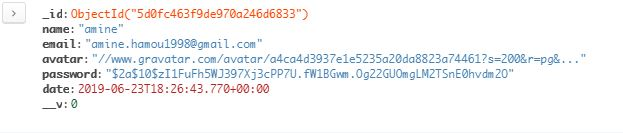 _id:ObjectId("5d0fc463f9de970a246d6833")
name:"amine"
email:"amine.hamou1998@gmail.com"
avatar:"//www.gravatar.com/avatar/a4ca4d3937e1e5235a20da8823a74461?s=200&r=pg&..."
password:"$2a$10$zI1FuFh5WJ397Xj3cPP7U.fW1BGwm.Og22GUOmgLM2TSnE0hvdm2O"
date:2019-06-23T18:26:43.770+00:00
__v:0